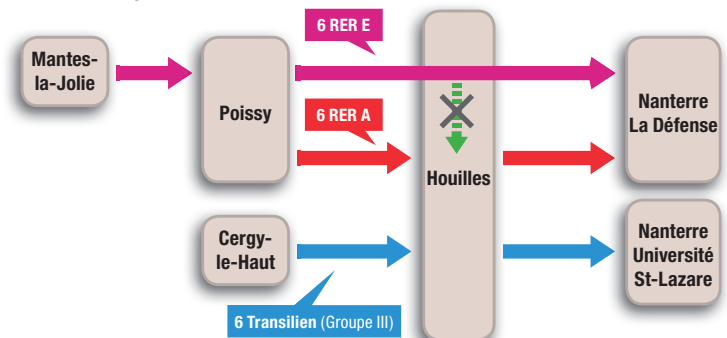 6 RER E
Mantes-
la-Jolie
Poissy
6 RER A
Nanterre
La Défense
Houilles
Cergy-
le-Haut
Nanterre
Université
St-Lazare
6 Transilien (Groupe III)